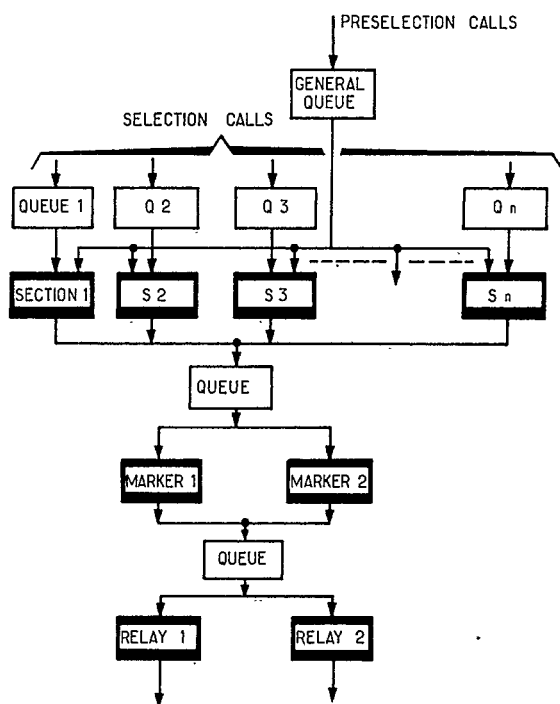 PRESELECTION CALLS
GENERAL
QUEUE
SELECTION CALLS
QUEUE 1
Q 2
Q 3
Q n
SECTION 1
S 2
S 3
S n
QUEUE
MARKER 1
MARKER 2
QUEUE
RELAY 1
RELAY 2